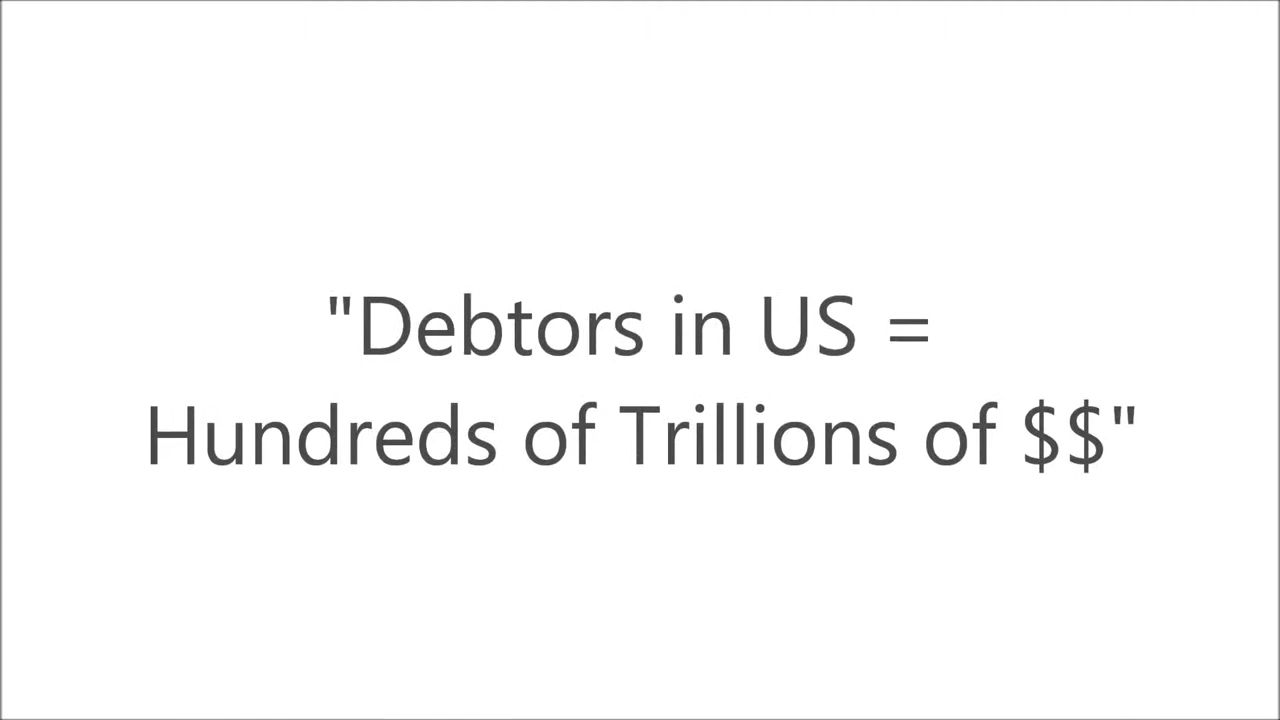 "Debtors in US =
Hundreds of Trillions of $$"